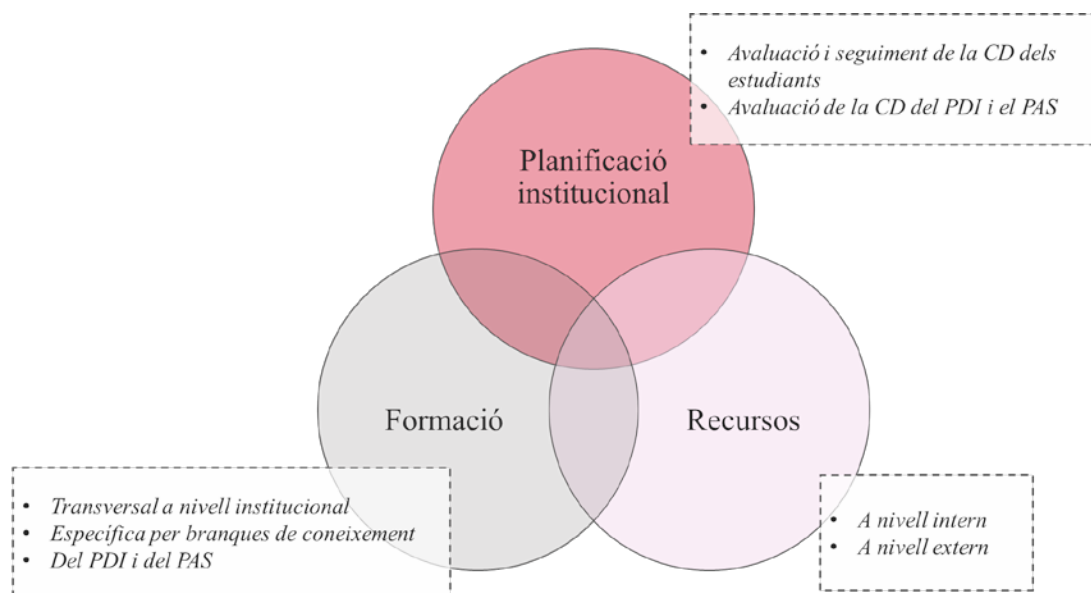 • Avaluació i seguiment de la CD dels
estudiants
• Avaluació de la CD del PDI i el PAS
Planificació
institucional
Formació
Recursos
• Transversal a nivell institucional
• Específica per branques de coneixement
• Del PDI i del PAS
• A nivell intern
• A nivell extern